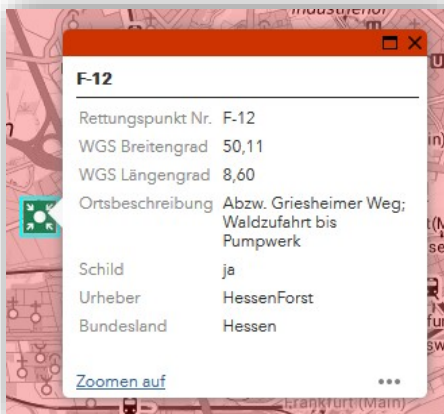 Industriehof
F-12
Rettungspunkt Nr. F-12
WGS Breitengrad 50,11
WGS Längengrad 8,60
Ortsbeschreibung Abzw. Griesheimer Weg;
Waldzufahrt bis
Pumpwerk
Schild ja
Urheber HessenForst
Bundesland Hessen
Zoomen auf
Frankfurt (Main)